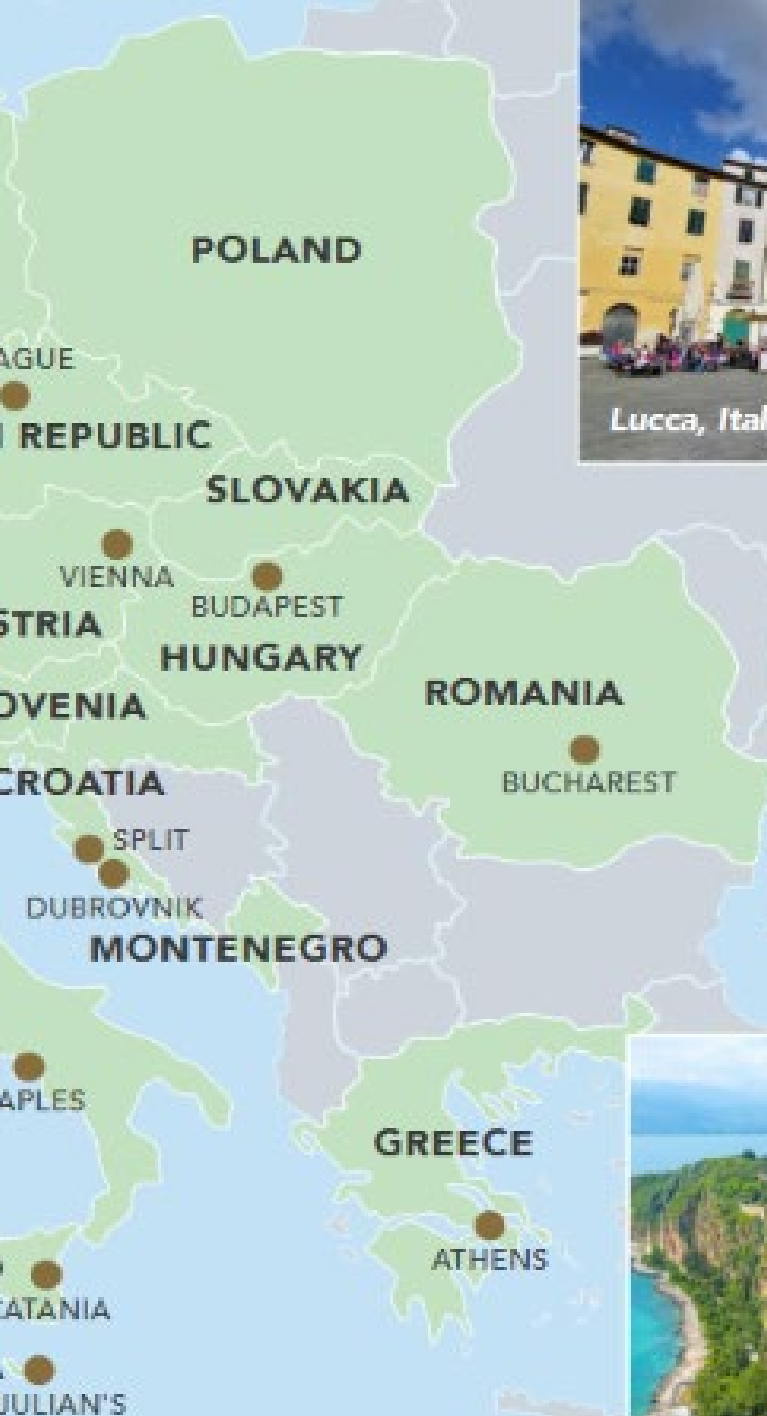 POLAND
AGUE
REPUBLIC
Lucca, Ital
SLOVAKIA
VIENNA
BUDAPEST
STRIA
HUNGARY
OVENIA
ROMANIA
BUCHAREST
CROATIA
SPLIT
DUBROVNIK
MONTENEGRO
APLES
GREECE
ATHENS
CATANIA
JULIAN'S